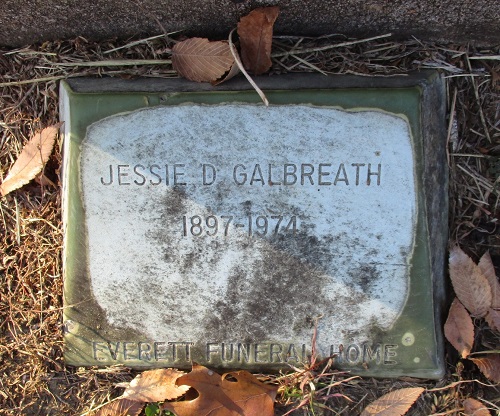 JESSIE D GALBREATH
1897-1974
EVERETT FUNERAL HOME